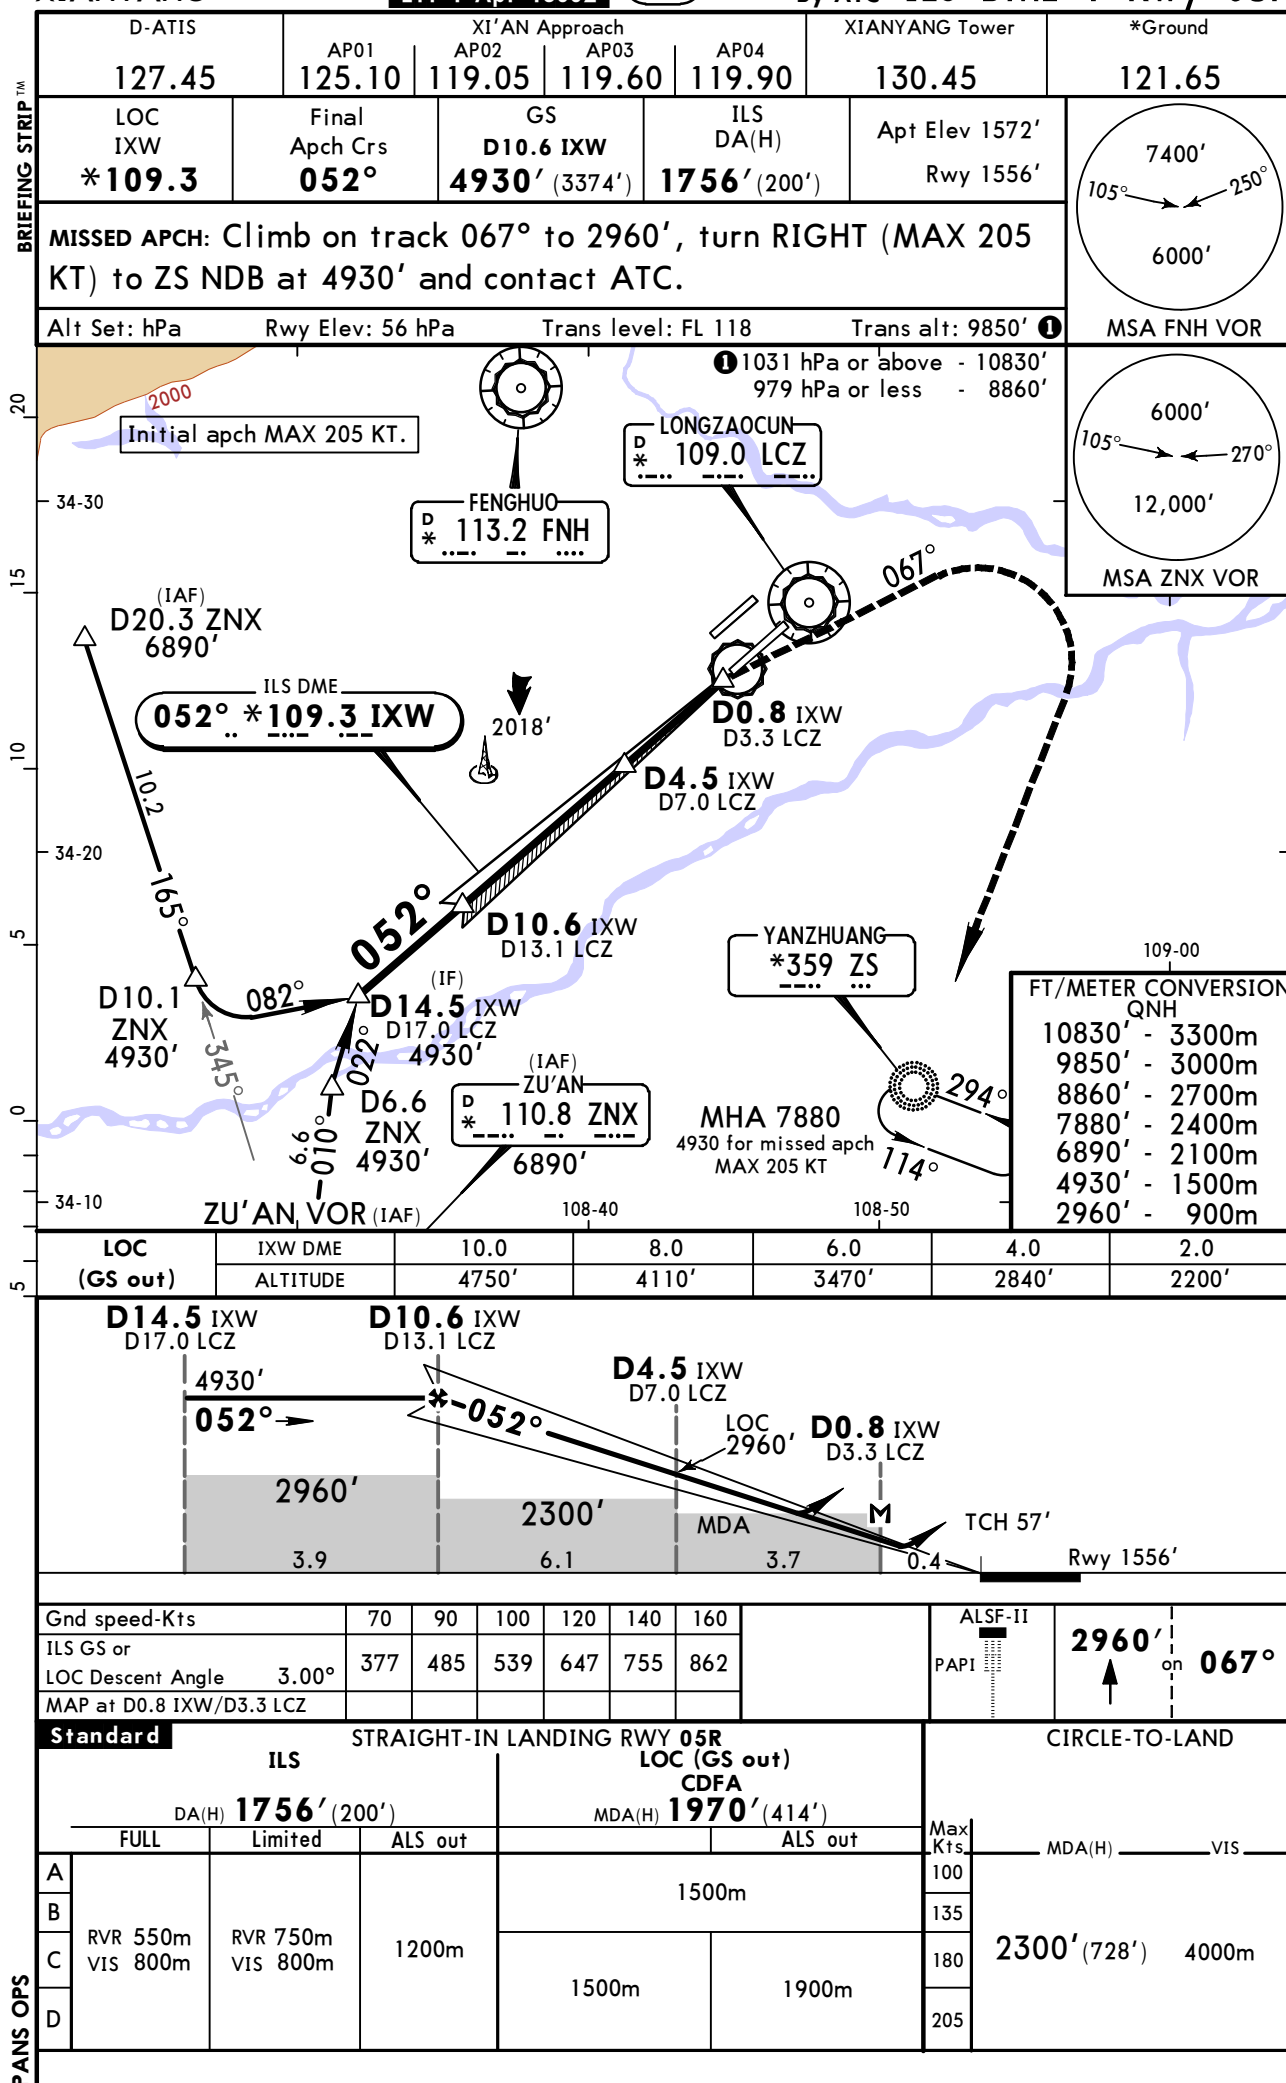 D-ATIS
127.45
XI'AN Approach
AP01 AP02 AP03 AP04
125.10 119.05 119.60 119.90
XIANYANG Tower
130.45
*Ground
121.65
BRIEFING STRIP™
LOC
IXW
*109.3
Final
Apch Crs
052°
GS
D10.6 IXW
4930' (3374')
ILS
DA(H)
1756' (200')
Apt Elev 1572'
Rwy 1556'
7400'
105° 250°
6000'
MSA FNH VOR
MISSED APCH: Climb on track 067° to 2960', turn RIGHT (MAX 205
KT) to ZS NDB at 4930' and contact ATC.
Alt Set: hPa Rwy Elev: 56 hPa Trans level: FL 118 Trans alt: 9850' 1
1 1031 hPa or above - 10830'
979 hPa or less - 8860'
6000'
105° 270°
12,000'
MSA ZNX VOR
2000
Initial apch MAX 205 KT.
20
15
10
5
0
5
34-30
34-20
34-10
FENGHUO
D
* 113.2 FNH
LONGZAOCUN
D
* 109.0 LCZ
067°
(IAF)
D20.3 ZNX
6890'
ILS DME
052° *109.3 IXW
2018'
D0.8 IXW
D3.3 LCZ
D4.5 IXW
D7.0 LCZ
10.2
165°
052°
D10.6 IXW
D13.1 LCZ
D10.1
ZNX
4930'
082°
345°
(IF)
D14.5 IXW
D17.0 LCZ
4930'
022°
D6.6
ZNX
4930'
6.6
010°
ZU'AN VOR (IAF)
(IAF)
ZU'AN
D
* 110.8 ZNX
6890'
YANZHUANG
*359 ZS
MHA 7880
4930 for missed apch
MAX 205 KT
294°
114°
108-40
108-50
109-00
FT/METER CONVERSION
QNH
10830' - 3300m
9850' - 3000m
8860' - 2700m
7880' - 2400m
6890' - 2100m
4930' - 1500m
2960' - 900m
LOC
(GS out)
IXW DME 10.0 8.0 6.0 4.0 2.0
ALTITUDE 4750' 4110' 3470' 2840' 2200'
D14.5 IXW
D17.0 LCZ
D10.6 IXW
D13.1 LCZ
D4.5 IXW
D7.0 LCZ
D0.8 IXW
D3.3 LCZ
4930'
052°
052°
LOC
2960'
2960'
2300'
MDA
M
TCH 57'
3.9 6.1 3.7 0.4
Rwy 1556'
Gnd speed-Kts 70 90 100 120 140 160
ILS GS or
LOC Descent Angle 3.00° 377 485 539 647 755 862
MAP at D0.8 IXW/D3.3 LCZ
ALSF-II
PAPI
2960' on 067°
Standard
STRAIGHT-IN LANDING RWY 05R
CIRCLE-TO-LAND
ILS
DA(H) 1756' (200')
LOC (GS out)
CDFA
MDA(H) 1970' (414')
FULL Limited ALS out
ALS out
Max
Kts
MDA(H) VIS
A
B
C
D
RVR 550m
VIS 800m
RVR 750m
VIS 800m
1200m
1500m
1500m
1900m
100
135
180
205
2300' (728') 4000m
PANS OPS